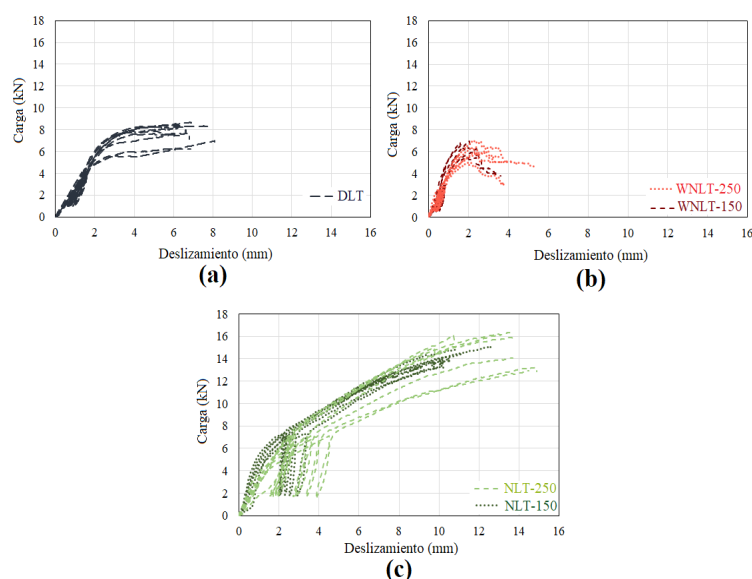 18
16
14
12
10
8
6
4
2
0
Carga (kN)
DLT
0 2 4 6 8 10 12 14 16
Deslizamiento (mm)
(a)
18
16
14
12
10
8
6
4
2
0
Carga (kN)
WNLT-250
WNLT-150
0 2 4 6 8 10 12 14 16
Deslizamiento (mm)
(b)
18
16
14
12
10
8
6
4
2
0
Carga (kN)
NLT-250
NLT-150
0 2 4 6 8 10 12 14 16
Deslizamiento (mm)
(c)